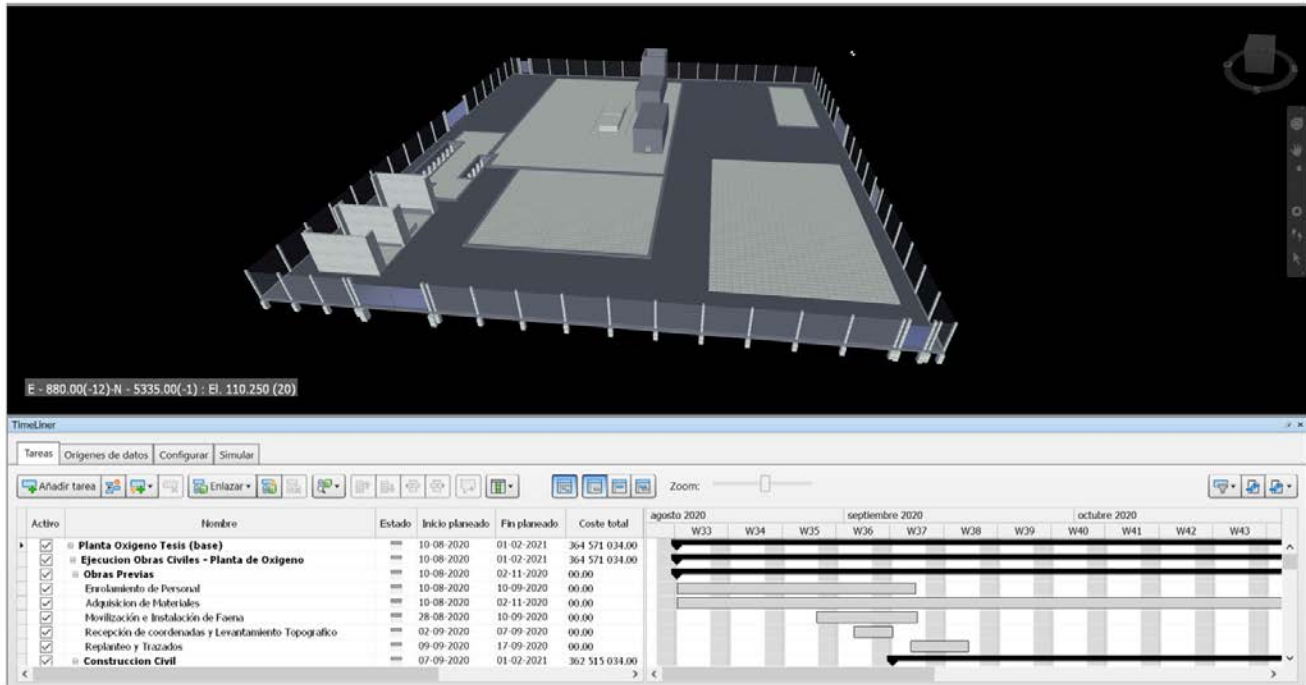 E - 880.00(-12)-N - 5335.00(-1) : El. 110.250 (20)
TimeLiner
Tareas Orígenes de datos Configurar Simular
Añadir tarea Enlazar Zoom:
agosto 2020 septiembre 2020 octubre 2020
Activo Nombre Estado Inicio planeado Fin planeado Coste total W33 W34 W35 W36 W37 W38 W39 W40 W41 W42 W43
Planta Oxigeno Tesis (base) 10-08-2020 01-02-2021 364 571 034.00
Ejecucion Obras Civiles - Planta de Oxigeno 10-08-2020 01-02-2021 364 571 034.00
Obras Previas 10-08-2020 02-11-2020 00.00
Enrolamiento de Personal 10-08-2020 10-09-2020 00.00
Adquisicion de Materiales 10-08-2020 02-11-2020 00.00
Movilización e Instalación de Faena 28-08-2020 10-09-2020 00.00
Recepción de coordenadas y Levantamiento Topografico 02-09-2020 07-09-2020 00.00
Replanteo y Trazados 09-09-2020 17-09-2020 00.00
Construccion Civil 07-09-2020 01-02-2021 362 515 034.00